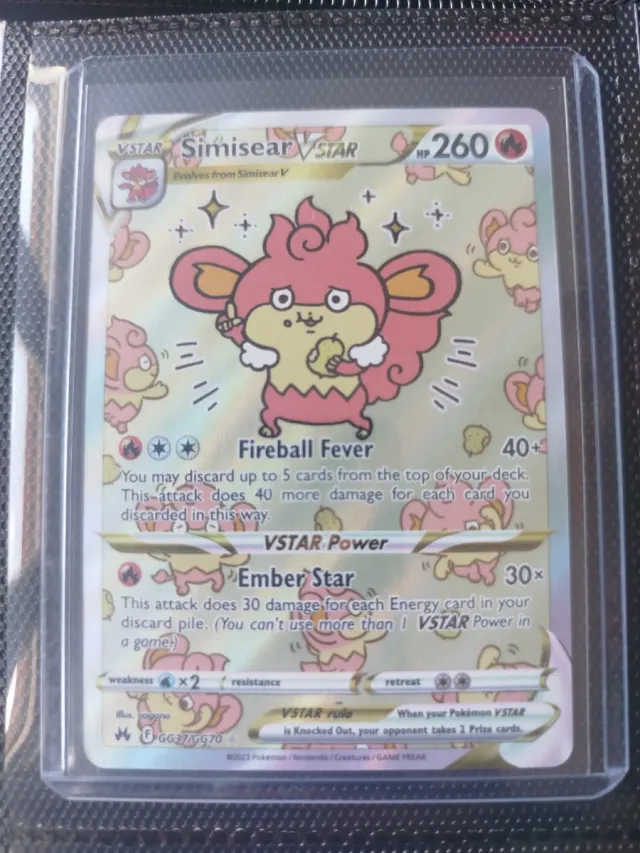 VSTAR Simisear VSTAR HP 260
Evolves from Simisear V
Fireball Fever 40+
You may discard up to 5 cards from the top of your deck.
This attack does 40 more damage for each card you
discarded in this way.
VSTAR Power
Ember Star 30×
This attack does 30 damage for each Energy card in your
discard pile. (You can't use more than 1 VSTAR Power in
a game.)
weakness ×2 resistance retreat
Illus. nagano
VSTAR rule When your Pokémon VSTAR
is Knocked Out, your opponent takes 2 Prize cards.
F GG37/GG70
©2023 Pokémon / Nintendo / Creatures / GAME FREAK